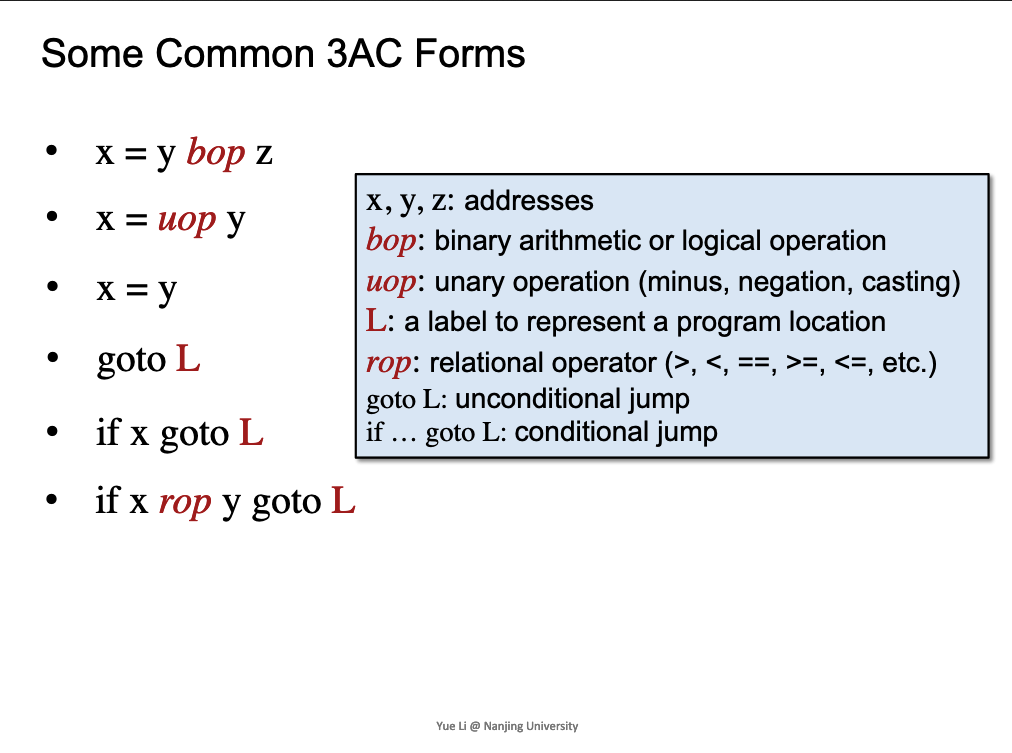 Some Common 3AC Forms
• x = y bop z
• x = uop y
• x = y
• goto L
• if x goto L
• if x rop y goto L
x, y, z: addresses
bop: binary arithmetic or logical operation
uop: unary operation (minus, negation, casting)
L: a label to represent a program location
rop: relational operator (>, <, ==, >=, <=, etc.)
goto L: unconditional jump
if … goto L: conditional jump
Yue Li @ Nanjing University